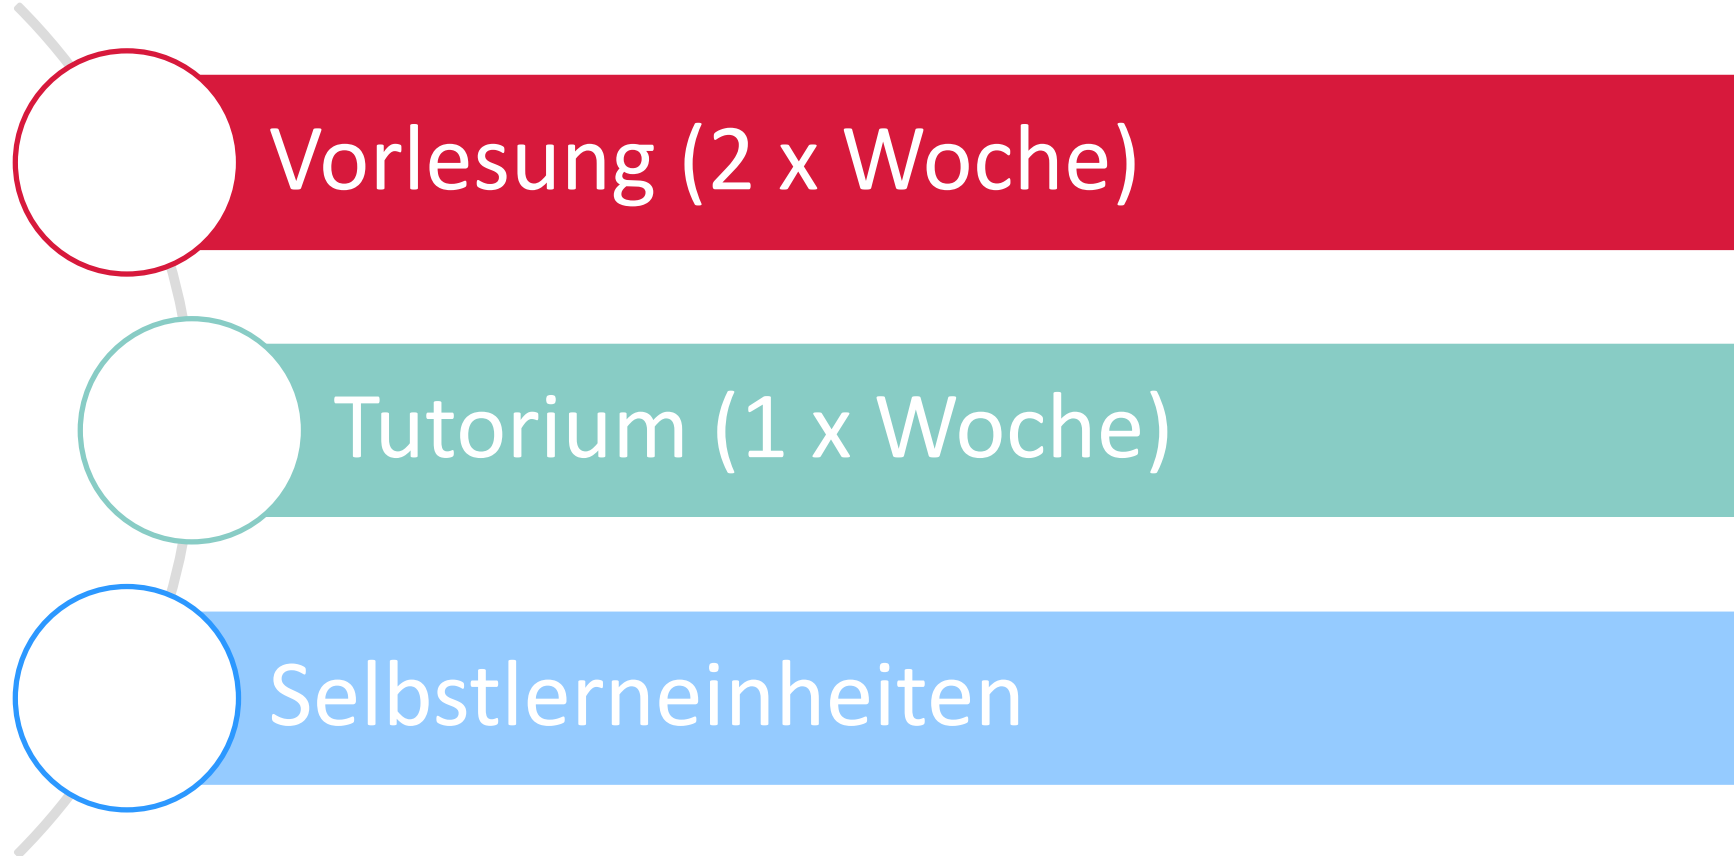 Vorlesung (2 x Woche)
Tutorium (1 x Woche)
Selbstlerneinheiten